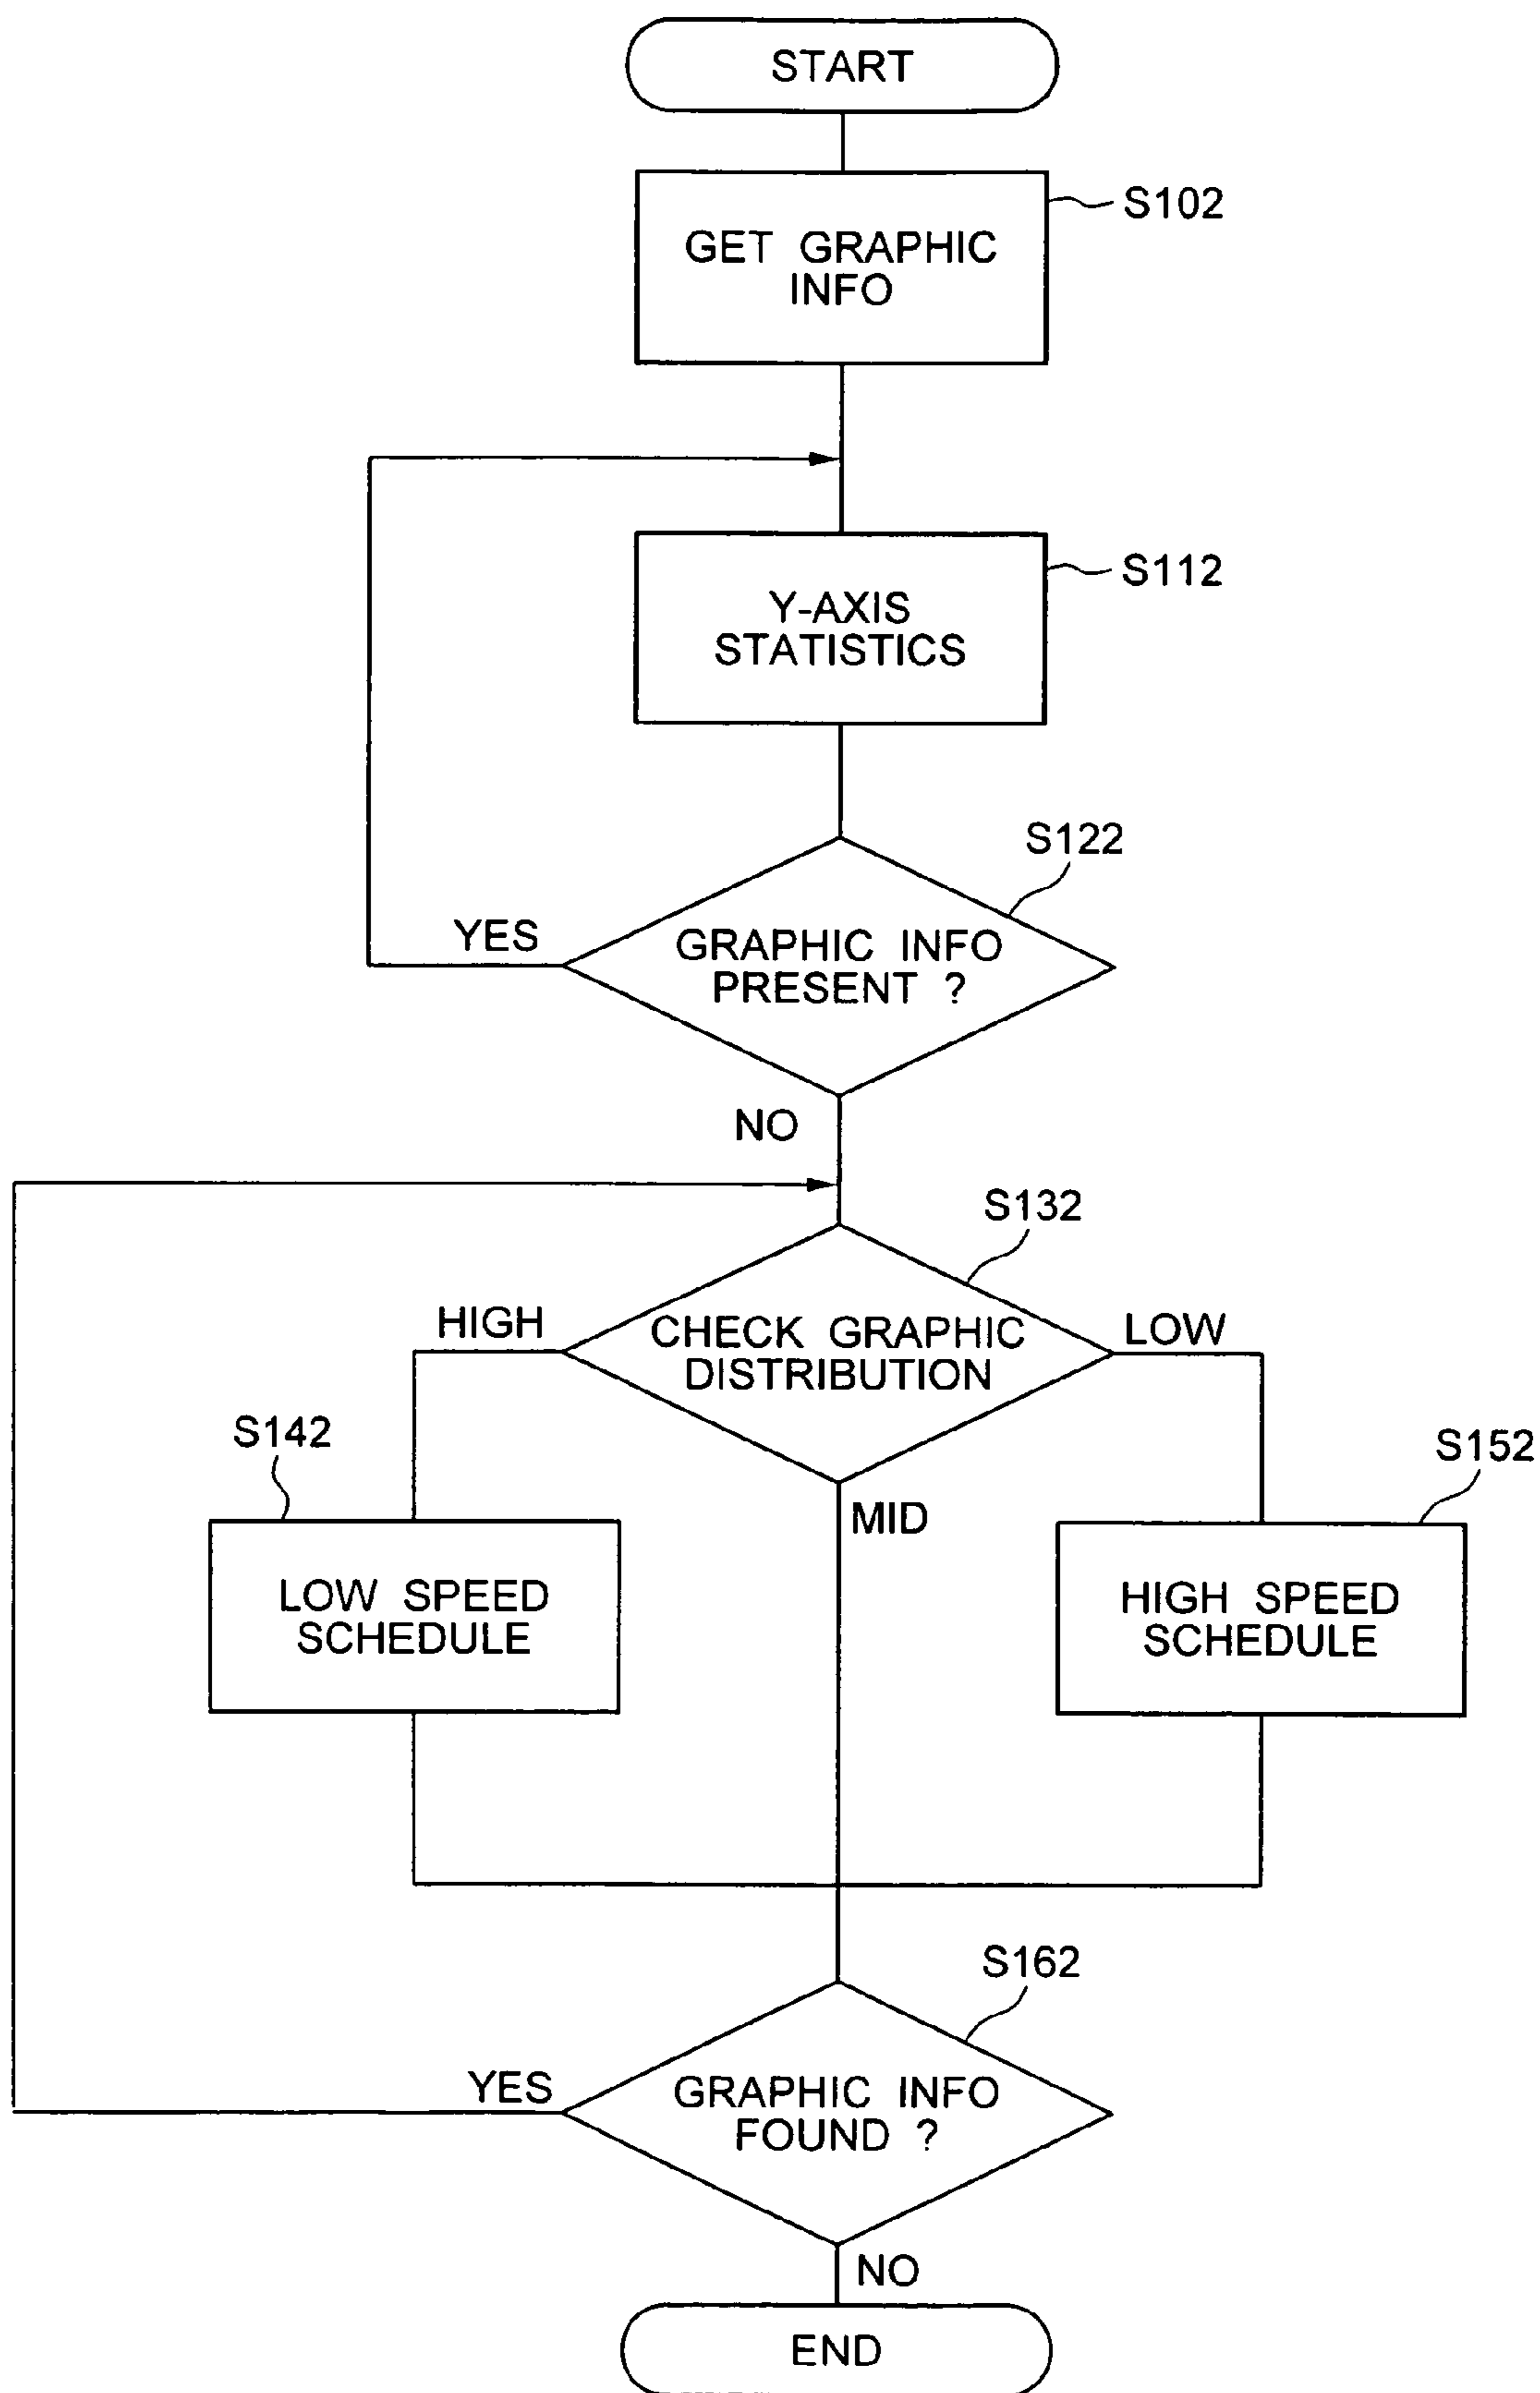 START
S102
GET GRAPHIC
INFO
S112
Y-AXIS
STATISTICS
S122
YES
GRAPHIC INFO
PRESENT ?
NO
S132
HIGH
CHECK GRAPHIC
DISTRIBUTION
LOW
S142
S152
MID
LOW SPEED
SCHEDULE
HIGH SPEED
SCHEDULE
S162
YES
GRAPHIC INFO
FOUND ?
NO
END